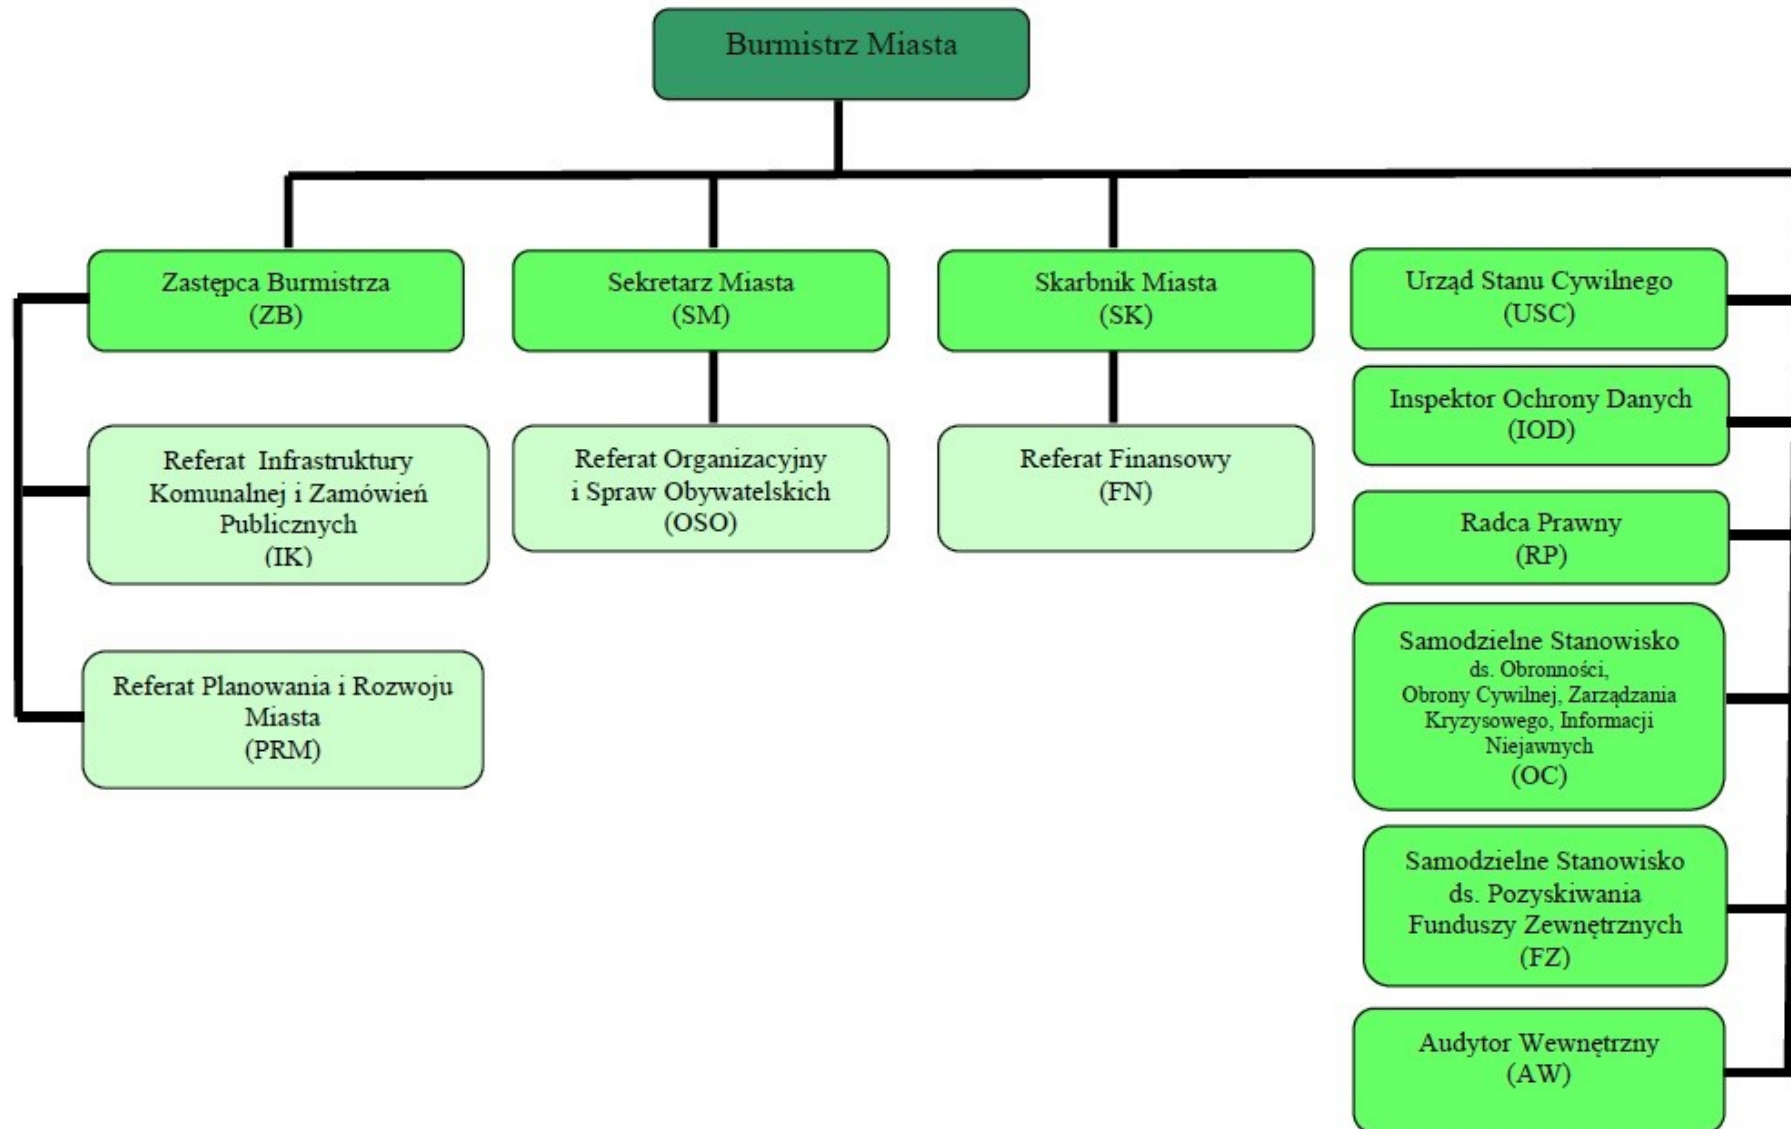 Burmistrz Miasta
Zastępca Burmistrza
(ZB)
Sekretarz Miasta
(SM)
Skarbnik Miasta
(SK)
Urząd Stanu Cywilnego
(USC)
Inspektor Ochrony Danych
(IOD)
Referat Infrastruktury
Komunalnej i Zamówień
Publicznych
(IK)
Referat Organizacyjny
i Spraw Obywatelskich
(OSO)
Referat Finansowy
(FN)
Radca Prawny
(RP)
Referat Planowania i Rozwoju
Miasta
(PRM)
Samodzielne Stanowisko
ds. Obronności,
Obrony Cywilnej, Zarządzania
Kryzysowego, Informacji
Niejawnych
(OC)
Samodzielne Stanowisko
ds. Pozyskiwania
Funduszy Zewnętrznych
(FZ)
Audytor Wewnętrzny
(AW)